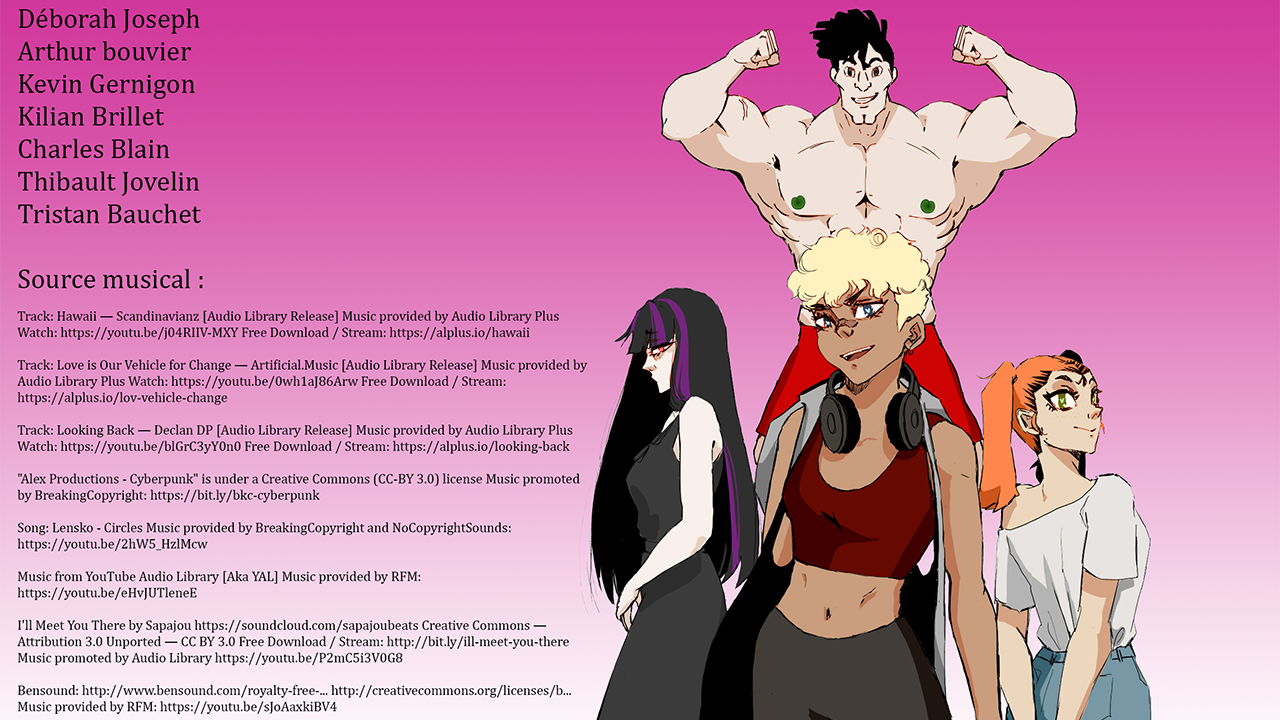 Déborah Joseph
Arthur bouvier
Kevin Gernigon
Kilian Brillet
Charles Blain
Thibault Jovelin
Tristan Bauchet
Source musical :
Track: Hawaii — Scandinavianz [Audio Library Release] Music provided by Audio Library Plus
Watch: https://youtu.be/j04RIIV-MXY Free Download / Stream: https://alplus.io/hawaii
Track: Love is Our Vehicle for Change — Artificial.Music [Audio Library Release] Music provided by
Audio Library Plus Watch: https://youtu.be/0wh1aJ86Arw Free Download / Stream:
https://alplus.io/lov-vehicle-change
Track: Looking Back — Declan DP [Audio Library Release] Music provided by Audio Library Plus
Watch: https://youtu.be/blGrC3yY0n0 Free Download / Stream: https://alplus.io/looking-back
"Alex Productions - Cyberpunk" is under a Creative Commons (CC-BY 3.0) license Music promoted
by BreakingCopyright: https://bit.ly/bkc-cyberpunk
Song: Lensko - Circles Music provided by BreakingCopyright and NoCopyrightSounds:
https://youtu.be/2hW5_HzlMcw
Music from YouTube Audio Library [Aka YAL] Music provided by RFM:
https://youtu.be/eHvJUTleneE
I'll Meet You There by Sapajou https://soundcloud.com/sapajoubeats Creative Commons —
Attribution 3.0 Unported — CC BY 3.0 Free Download / Stream: http://bit.ly/ill-meet-you-there
Music promoted by Audio Library https://youtu.be/P2mC5i3V0G8
Bensound: http://www.bensound.com/royalty-free-... http://creativecommons.org/licenses/b...
Music provided by RFM: https://youtu.be/sJoAaxkiBV4